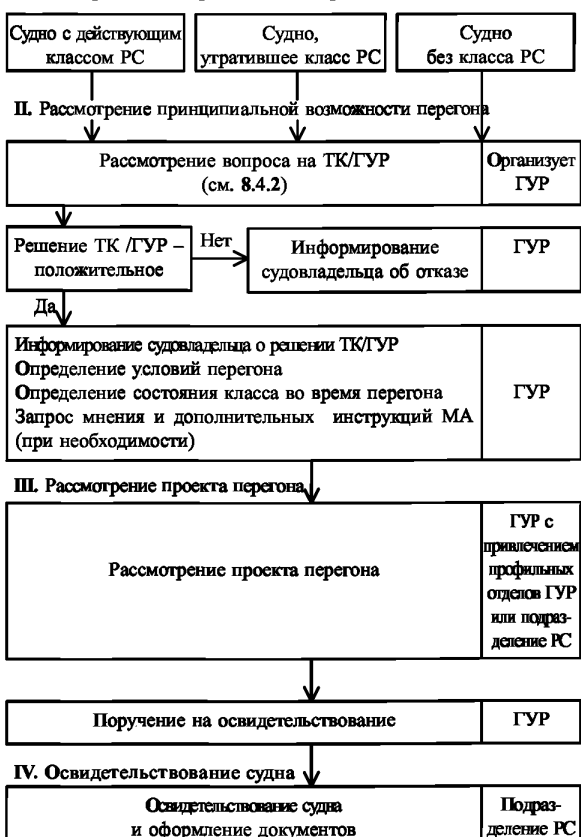 Судно с действующим
классом РС
Судно,
утратившее класс РС
Судно
без класса РС
II. Рассмотрение принципиальной возможности перегона
Рассмотрение вопроса на ТК/ГУР
(см. 8.4.2)
Организует
ГУР
Решение ТК /ГУР –
положительное
Нет
Информирование
судовладельца об отказе
ГУР
Да
Информирование судовладельца о решении ТК/ГУР
Определение условий перегона
Определение состояния класса во время перегона
Запрос мнения и дополнительных инструкций МА
(при необходимости)
ГУР
III. Рассмотрение проекта перегона
Рассмотрение проекта перегона
ГУР с
привлечением
профильных
отделов ГУР
или подраз-
деление РС
Поручение на освидетельствование
ГУР
IV. Освидетельствование судна
Освидетельствование судна
и оформление документов
Подраз-
деление РС